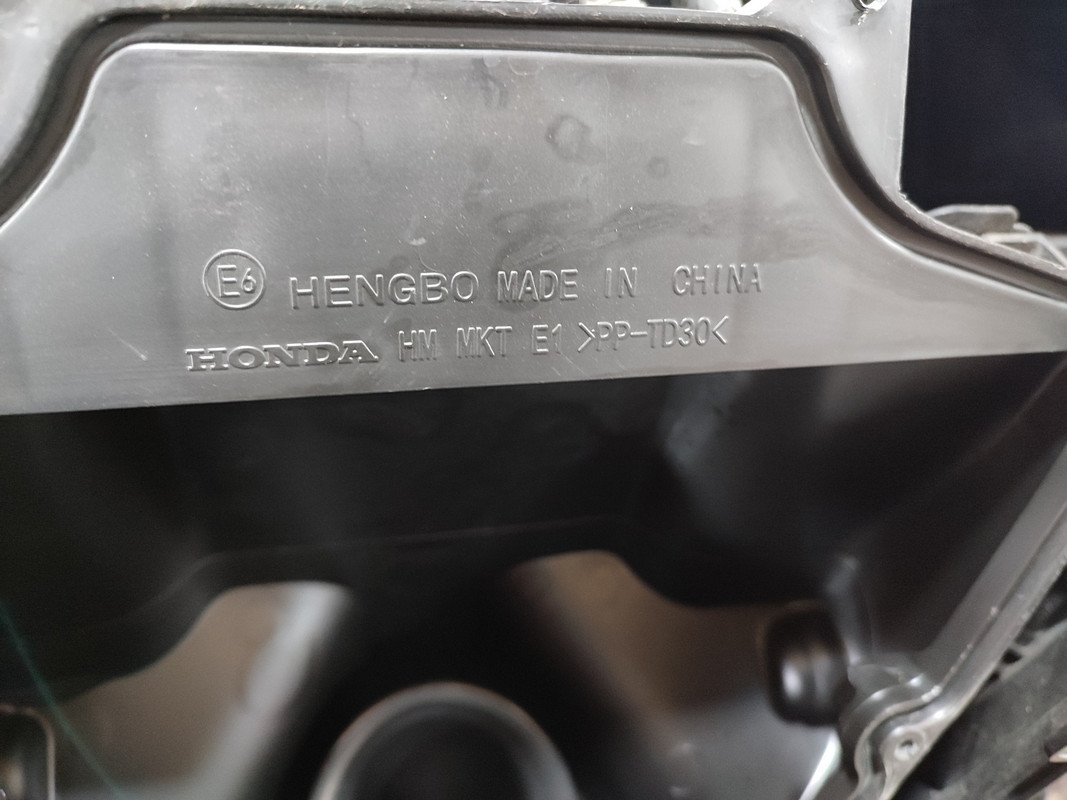 E6 HENGBO MADE IN CHINA
HONDA HM MKT E1 >PP-TD30<